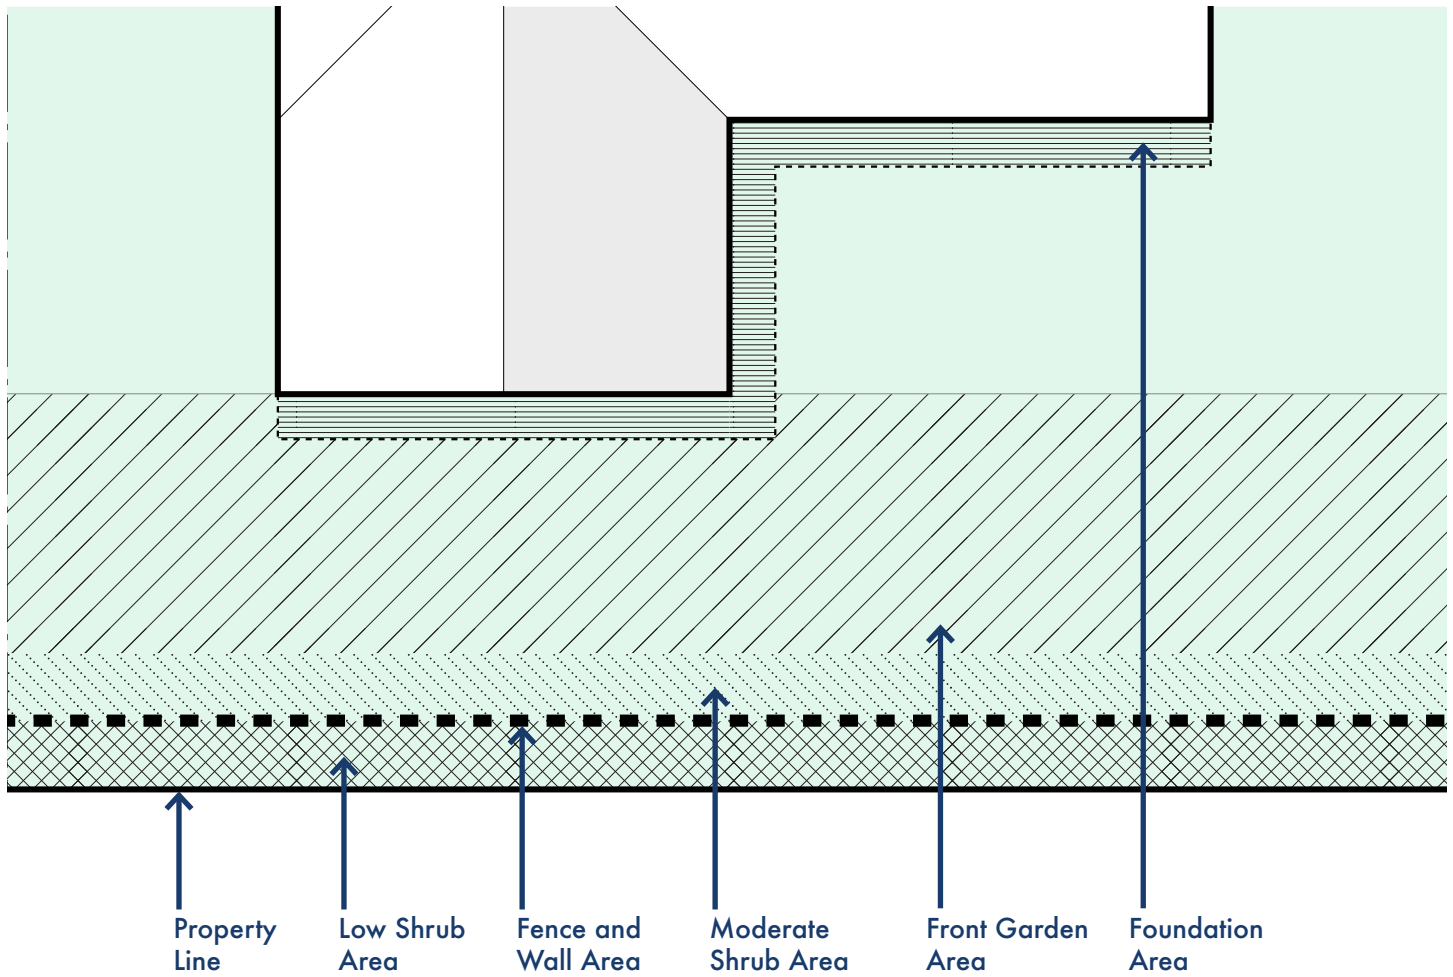 Property
Line
Low Shrub
Area
Fence and
Wall Area
Moderate
Shrub Area
Front Garden
Area
Foundation
Area